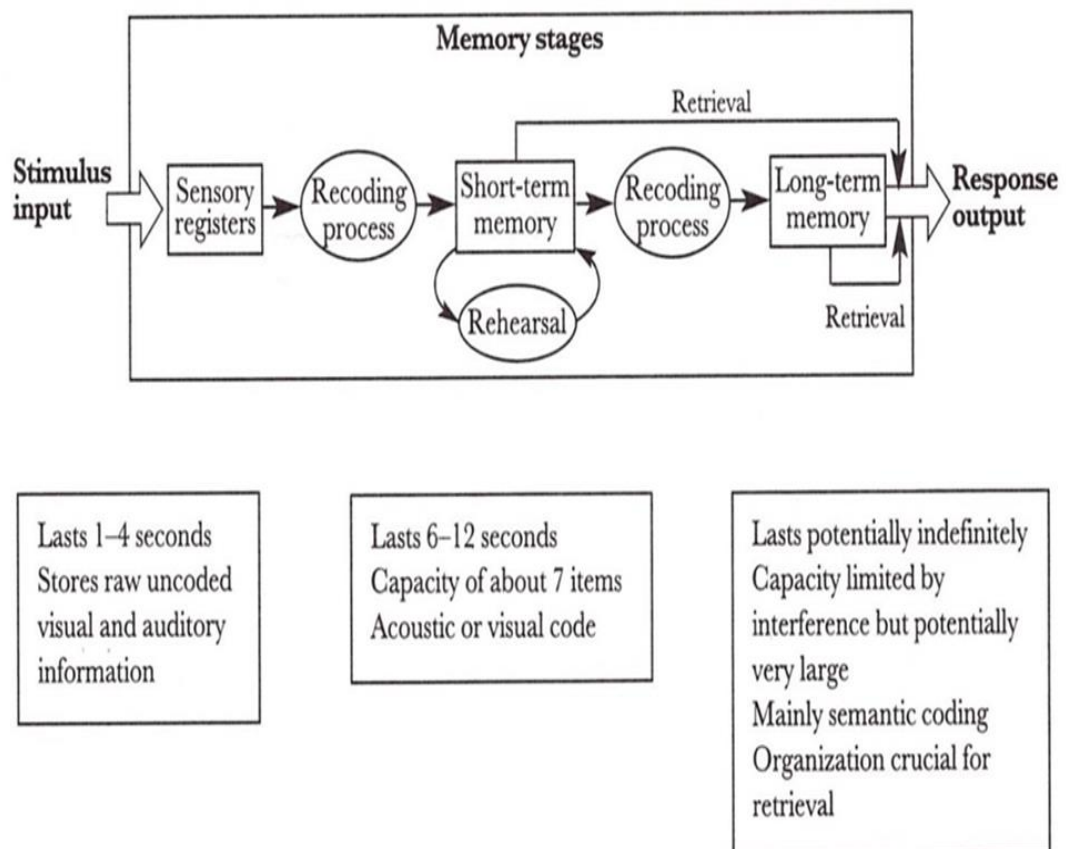 Memory stages
Retrieval
Stimulus
input
Sensory
registers
Recoding
process
Short-term
memory
Recoding
process
Long-term
memory
Response
output
Rehearsal
Retrieval
Lasts 1–4 seconds
Stores raw uncoded
visual and auditory
information
Lasts 6–12 seconds
Capacity of about 7 items
Acoustic or visual code
Lasts potentially indefinitely
Capacity limited by
interference but potentially
very large
Mainly semantic coding
Organization crucial for
retrieval